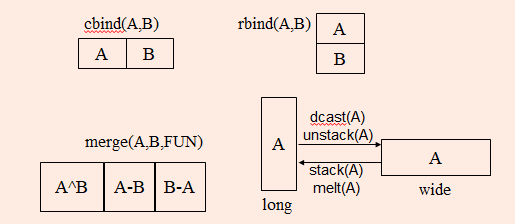 cbind(A,B)
A B
rbind(A,B)
A
B
merge(A,B,FUN)
A^B A-B B-A
A
long
dcast(A)
unstack(A)
stack(A)
melt(A)
A
wide